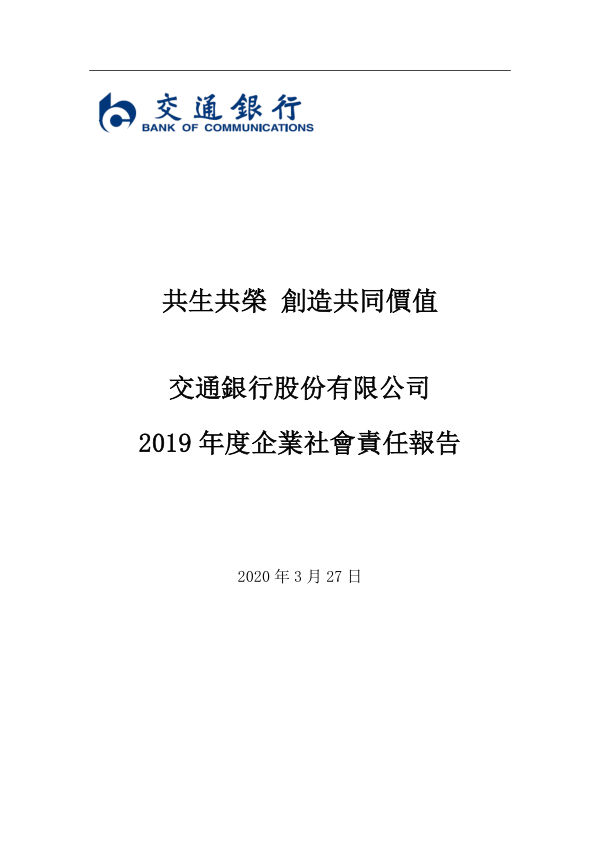 交通銀行
BANK OF COMMUNICATIONS
共生共榮 創造共同價值
交通銀行股份有限公司
2019 年度企業社會責任報告
2020 年 3 月 27 日